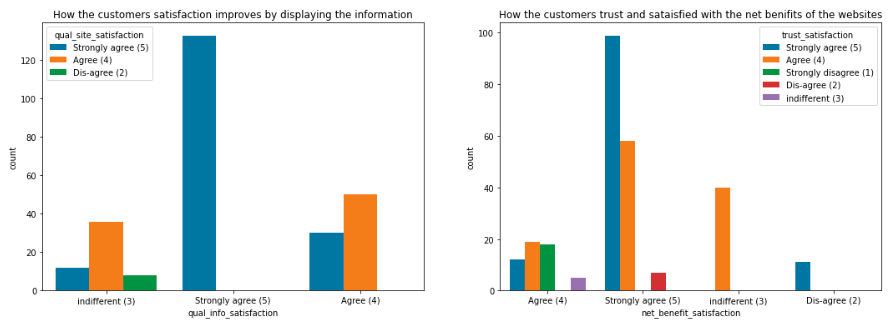 How the customers satisfaction improves by displaying the information
qual_site_satisfaction
Strongly agree (5)
Agree (4)
Dis-agree (2)
120
100
80
60
40
20
0
count
indifferent (3)
Strongly agree (5)
Agree (4)
qual_info_satisfaction
How the customers trust and sataisfied with the net benifits of the websites
trust_satisfaction
Strongly agree (5)
Agree (4)
Strongly disagree (1)
Dis-agree (2)
indifferent (3)
100
80
60
40
20
0
count
Agree (4)
Strongly agree (5)
indifferent (3)
Dis-agree (2)
net_benefit_satisfaction